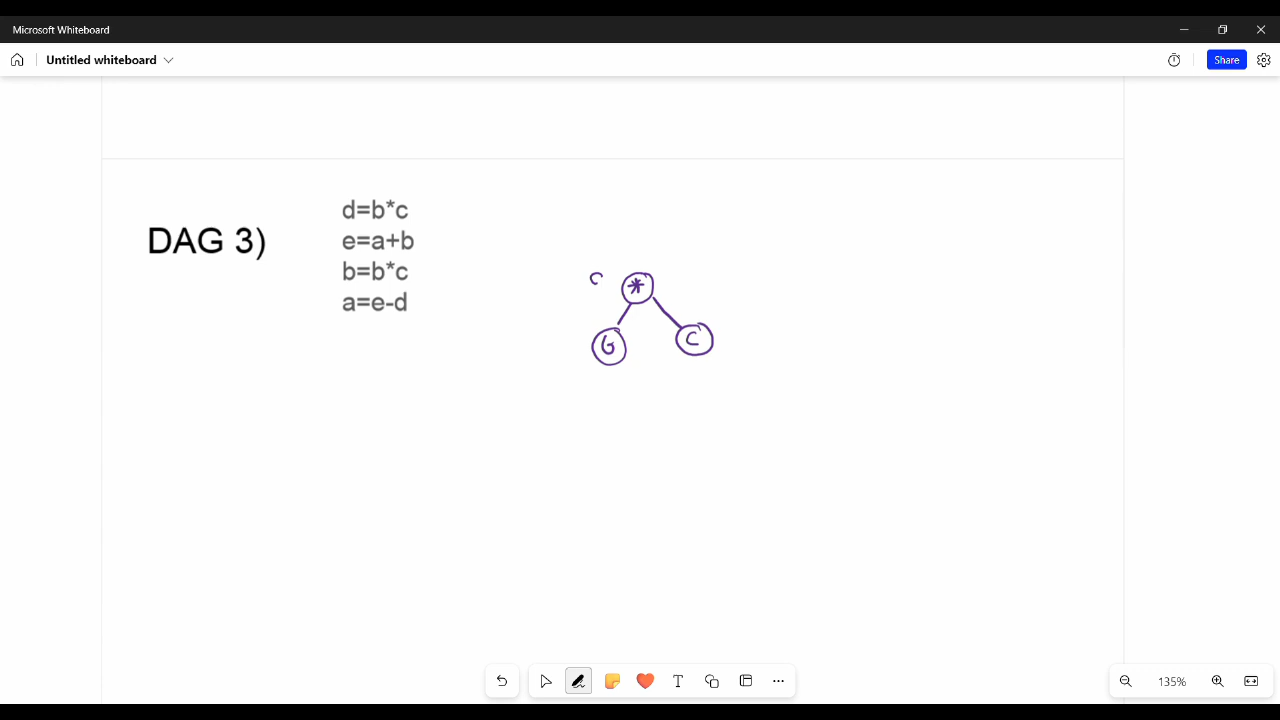 Microsoft Whiteboard
Untitled whiteboard
Share
DAG 3)
d=b*c
e=a+b
b=b*c
a=e-d
*
C
T
135%